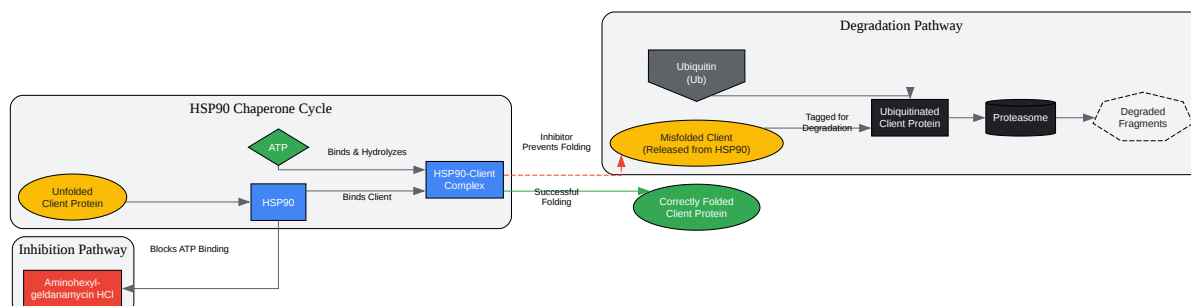 Degradation Pathway
Ubiquitin
(Ub)
HSP90 Chaperone Cycle
Ubiquitinated
Client Protein
Proteasome
Degraded
Fragments
Tagged for
Degradation
Misfolded Client
(Released from HSP90)
Inhibitor
Prevents Folding
ATP
Binds & Hydrolyzes
HSP90-Client
Complex
Unfolded
Client Protein
HSP90
Binds Client
Successful
Folding
Correctly Folded
Client Protein
Inhibition Pathway
Blocks ATP Binding
Aminohexyl-
geldanamycin HCl